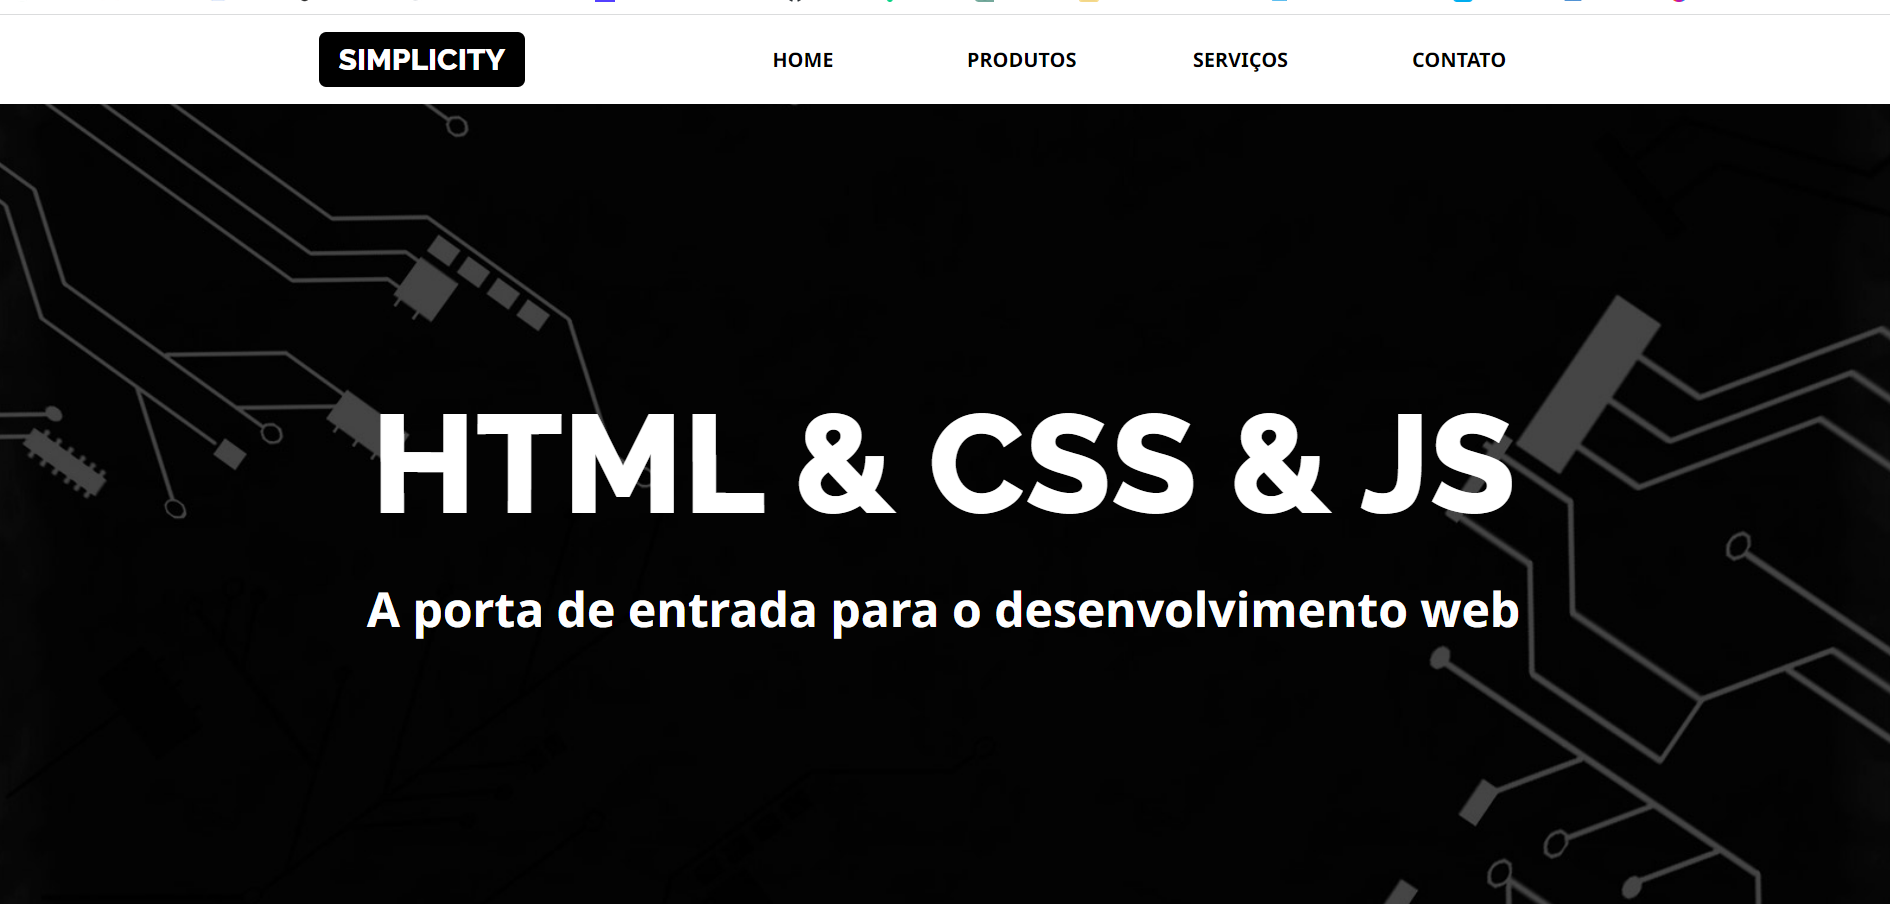 SIMPLICITY
HOME PRODUTOS SERVIÇOS CONTATO
HTML & CSS & JS
A porta de entrada para o desenvolvimento web